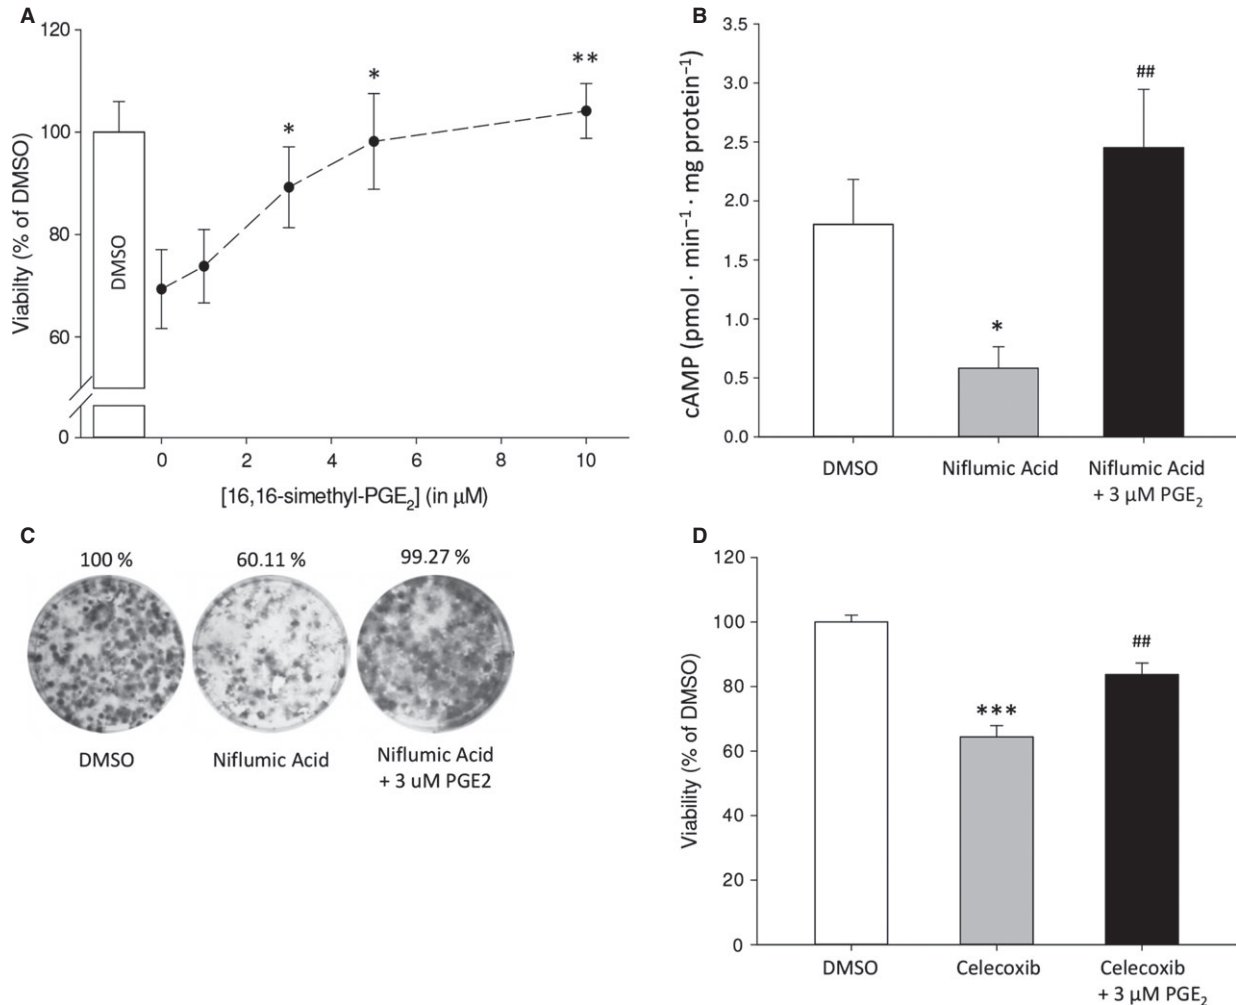 A
120
100
80
60
0
Viabilty (% of DMSO)
DMSO
*
*
**
0 2 4 6 8 10
[16,16-simethyl-PGE₂] (in µM)
B
3.5
3.0
2.5
2.0
1.5
1.0
0.5
0.0
cAMP (pmol · min⁻¹ · mg protein⁻¹)
*
##
DMSO
Niflumic Acid
Niflumic Acid
+ 3 µM PGE₂
C
100 %
60.11 %
99.27 %
DMSO
Niflumic Acid
Niflumic Acid
+ 3 uM PGE2
D
120
100
80
60
40
20
0
Viability (% of DMSO)
***
##
DMSO
Celecoxib
Celecoxib
+ 3 µM PGE₂